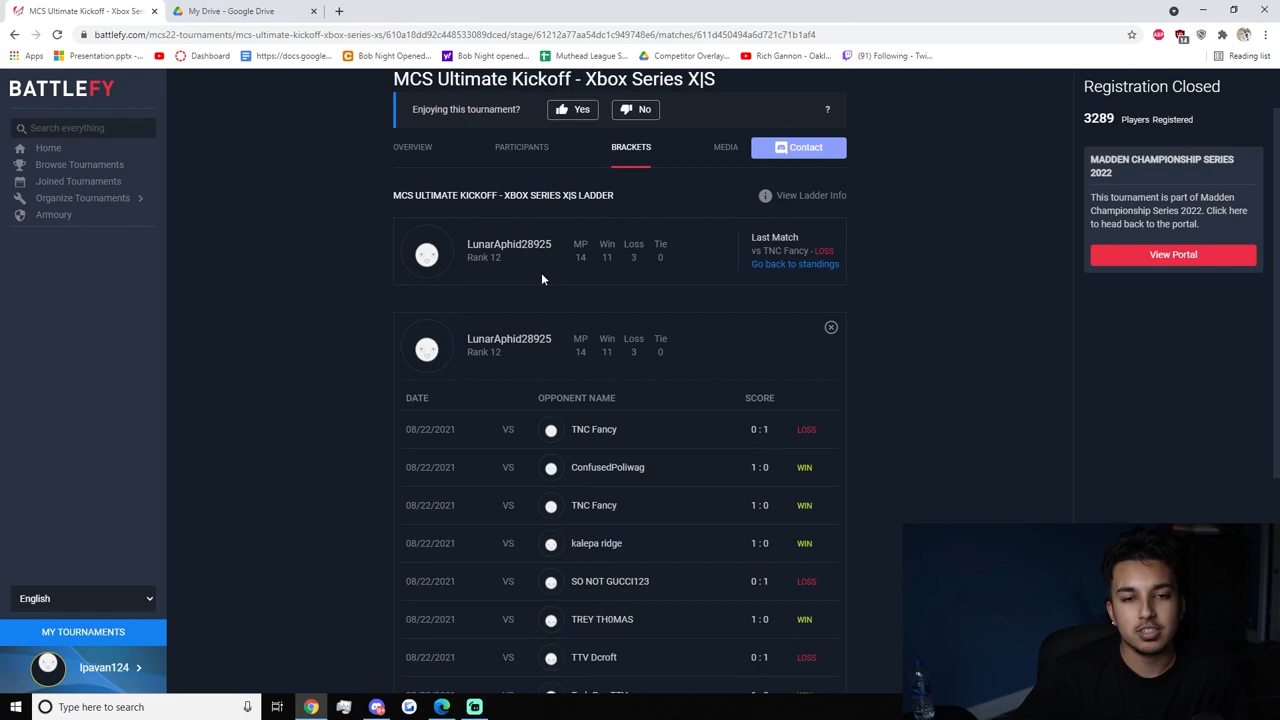 MCS Ultimate Kickoff - Xbox Series X|S
My Drive - Google Drive
battlefy.com/mcs22-tournaments/mcs-ultimate-kickoff-xbox-series-xs/610a18dd92c448533089dced/stage/61212a77aa54dc1c949748e6/matches/611d450494a6d721c71b1af4
Apps
Presentation.pptx -
Dashboard
https://docs.google
Bob Night opened
Muthead League S
Competitor Overlay
Rich Gannon - Oakl
(91) Following - Twi
Reading list
14
BATTLEFY
Search everything
Home
Browse Tournaments
Joined Tournaments
Organize Tournaments
Armoury
English
MY TOURNAMENTS
lpavan124
MCS Ultimate Kickoff - Xbox Series X|S
Enjoying this tournament? Yes No ?
OVERVIEW PARTICIPANTS BRACKETS MEDIA Contact
MCS ULTIMATE KICKOFF - XBOX SERIES X|S LADDER View Ladder Info
LunarAphid28925 MP Win Loss Tie
Rank 12 14 11 3 0
Last Match
vs TNC Fancy - LOSS
Go back to standings
LunarAphid28925 MP Win Loss Tie
Rank 12 14 11 3 0
DATE OPPONENT NAME SCORE
08/22/2021 VS TNC Fancy 0 : 1 LOSS
08/22/2021 VS ConfusedPoliwag 1 : 0 WIN
08/22/2021 VS TNC Fancy 1 : 0 WIN
08/22/2021 VS kalepa ridge 1 : 0 WIN
08/22/2021 VS SO NOT GUCCI123 0 : 1 LOSS
08/22/2021 VS TREY TH0MAS 1 : 0 WIN
08/22/2021 VS TTV Dcroft 0 : 1 LOSS
Registration Closed
3289 Players Registered
MADDEN CHAMPIONSHIP SERIES
2022
This tournament is part of Madden
Championship Series 2022. Click here
to head back to the portal.
View Portal
Type here to search